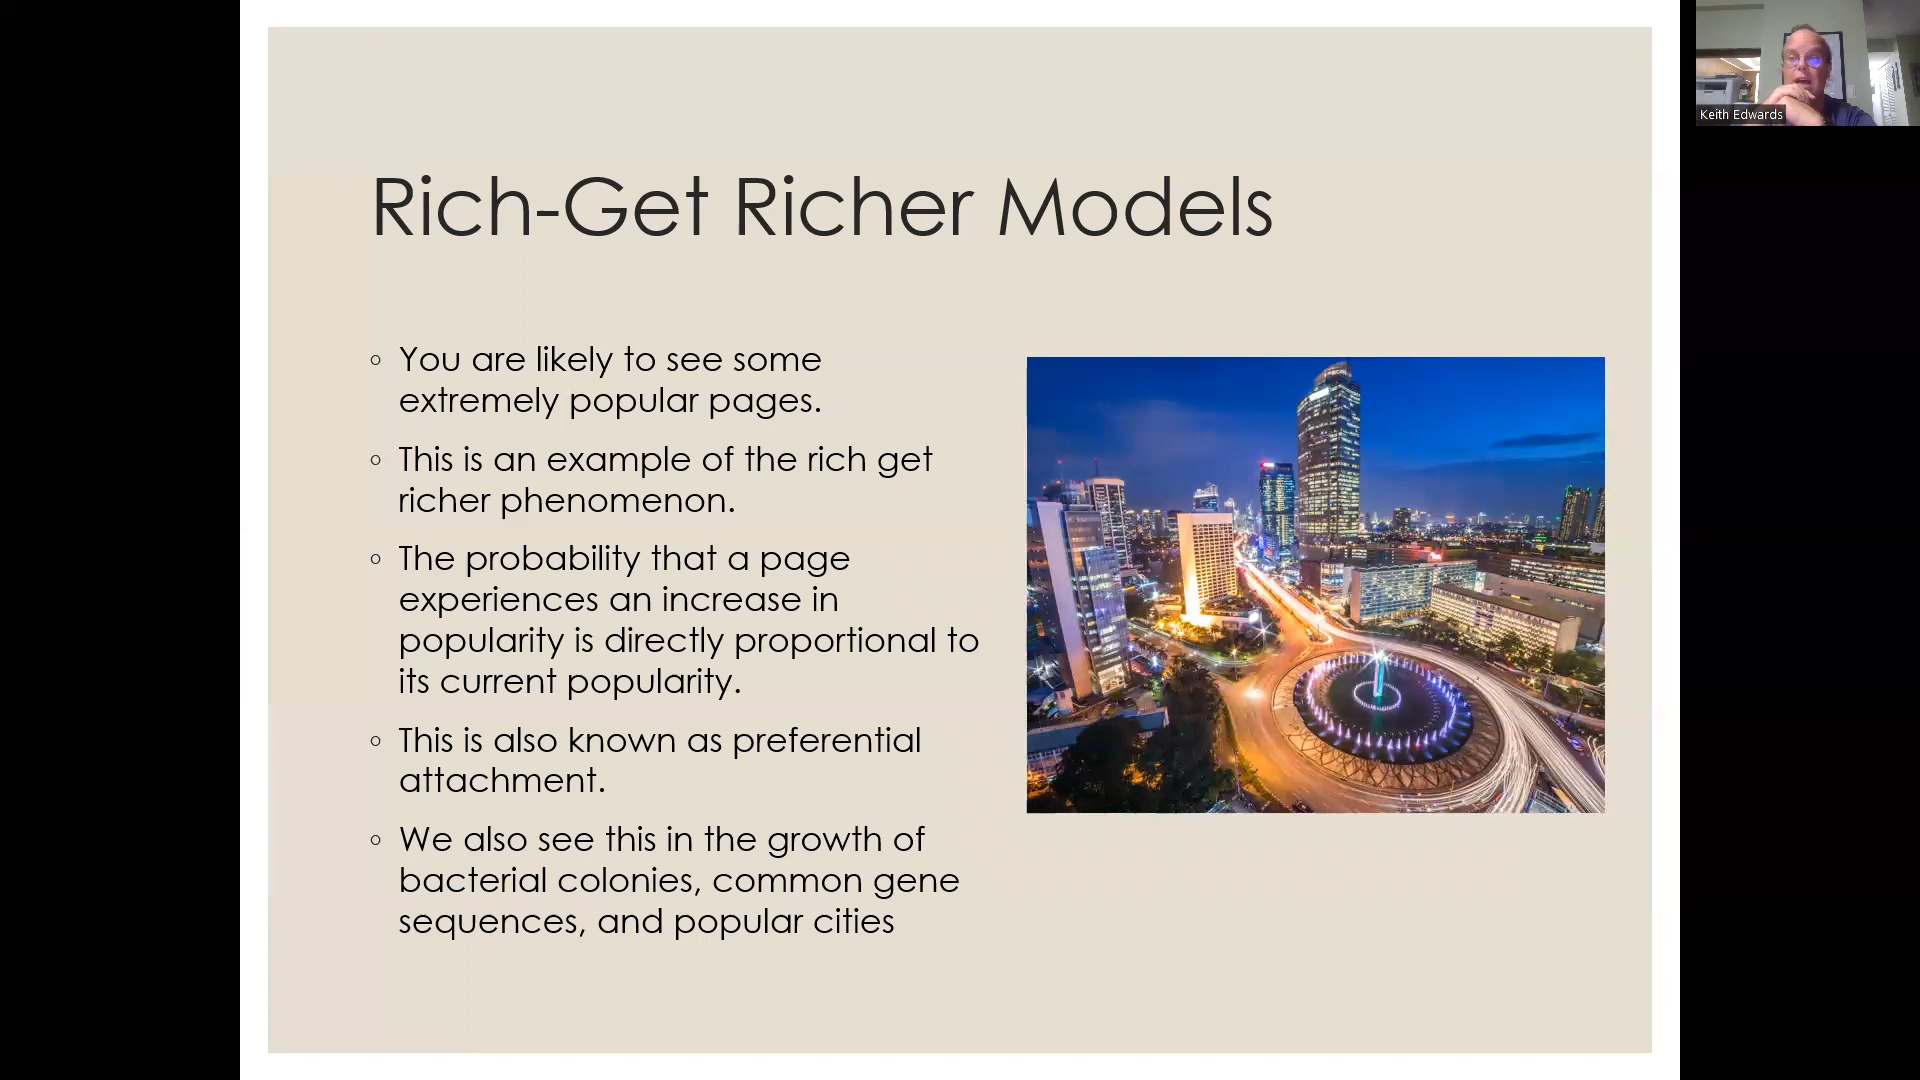 Rich-Get Richer Models
You are likely to see some
extremely popular pages.
This is an example of the rich get
richer phenomenon.
The probability that a page
experiences an increase in
popularity is directly proportional to
its current popularity.
This is also known as preferential
attachment.
We also see this in the growth of
bacterial colonies, common gene
sequences, and popular cities
Keith Edwards